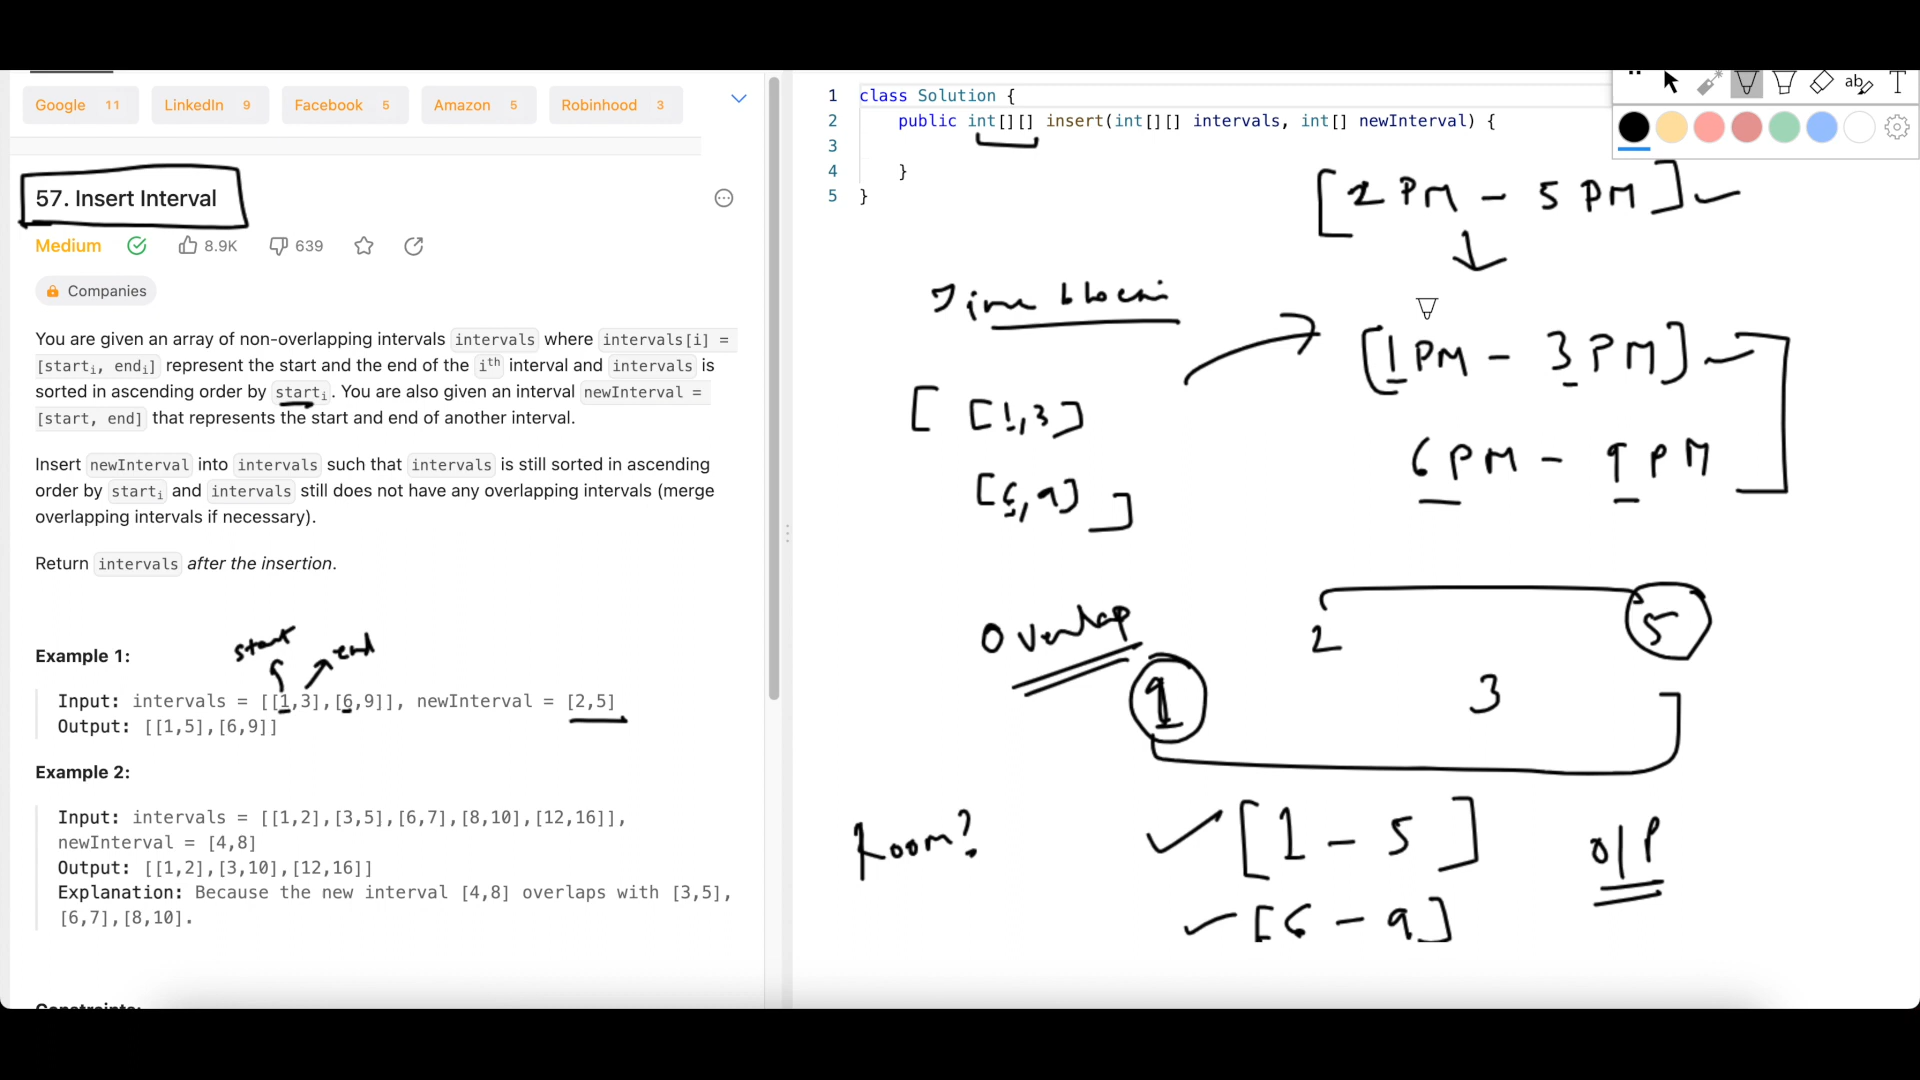 Google 11 LinkedIn 9 Facebook 5 Amazon 5 Robinhood 3
57. Insert Interval
Medium 8.9K 639
Companies
You are given an array of non-overlapping intervals intervals where intervals[i] =
[starti, endi] represent the start and the end of the ith interval and intervals is
sorted in ascending order by starti. You are also given an interval newInterval =
[start, end] that represents the start and end of another interval.
Insert newInterval into intervals such that intervals is still sorted in ascending
order by starti and intervals still does not have any overlapping intervals (merge
overlapping intervals if necessary).
Return intervals after the insertion.
start end
Example 1:
Input: intervals = [[1,3],[6,9]], newInterval = [2,5]
Output: [[1,5],[6,9]]
Example 2:
Input: intervals = [[1,2],[3,5],[6,7],[8,10],[12,16]],
newInterval = [4,8]
Output: [[1,2],[3,10],[12,16]]
Explanation: Because the new interval [4,8] overlaps with [3,5],
[6,7],[8,10].
Constraints:
1 class Solution {
2 public int[][] insert(int[][] intervals, int[] newInterval) {
3
4 }
5 }
ab T
[2 PM - 5 PM]
Time
[1 PM - 3 PM]
[ [1,3]
6 PM - 9 PM
[6,9] ]
Overlap
2 5
1 3
Room?
[1 - 5] O/P
[6 - 9]